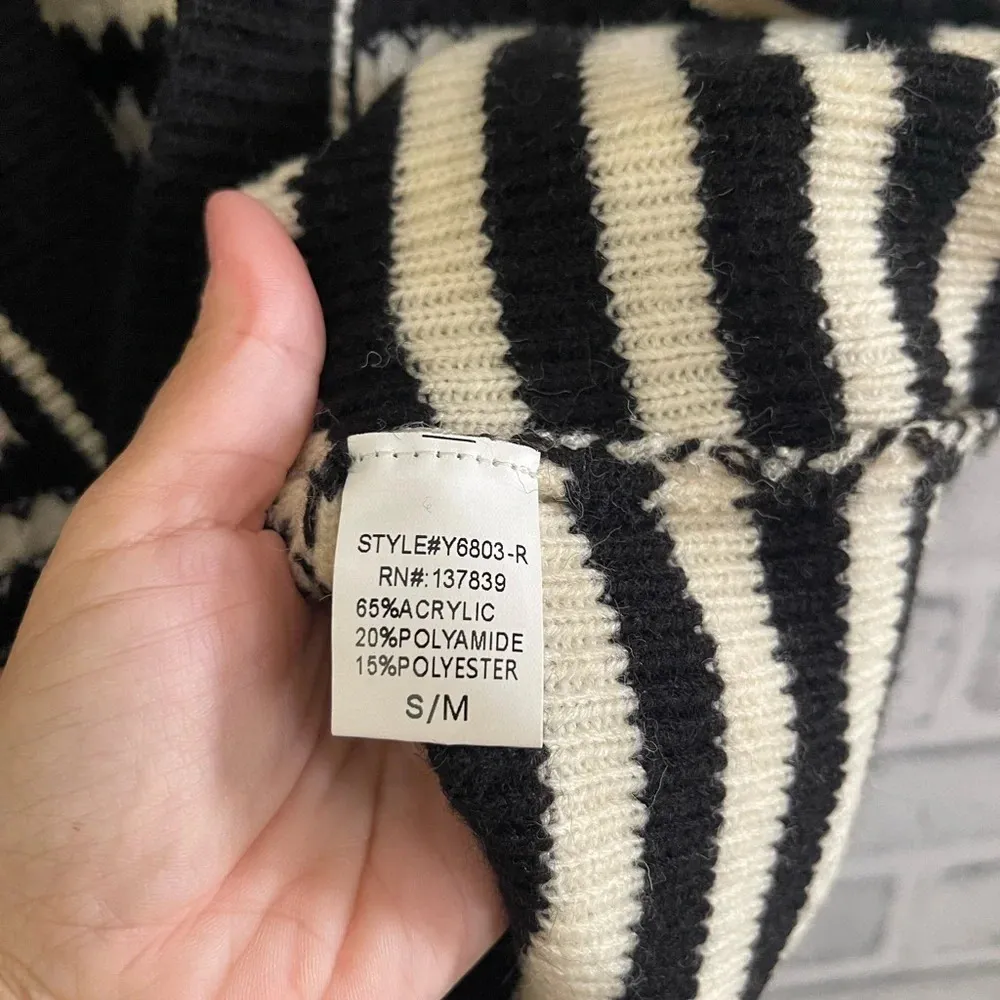 STYLE#Y6803-R
RN#:137839
65%ACRYLIC
20%POLYAMIDE
15%POLYESTER
S/M